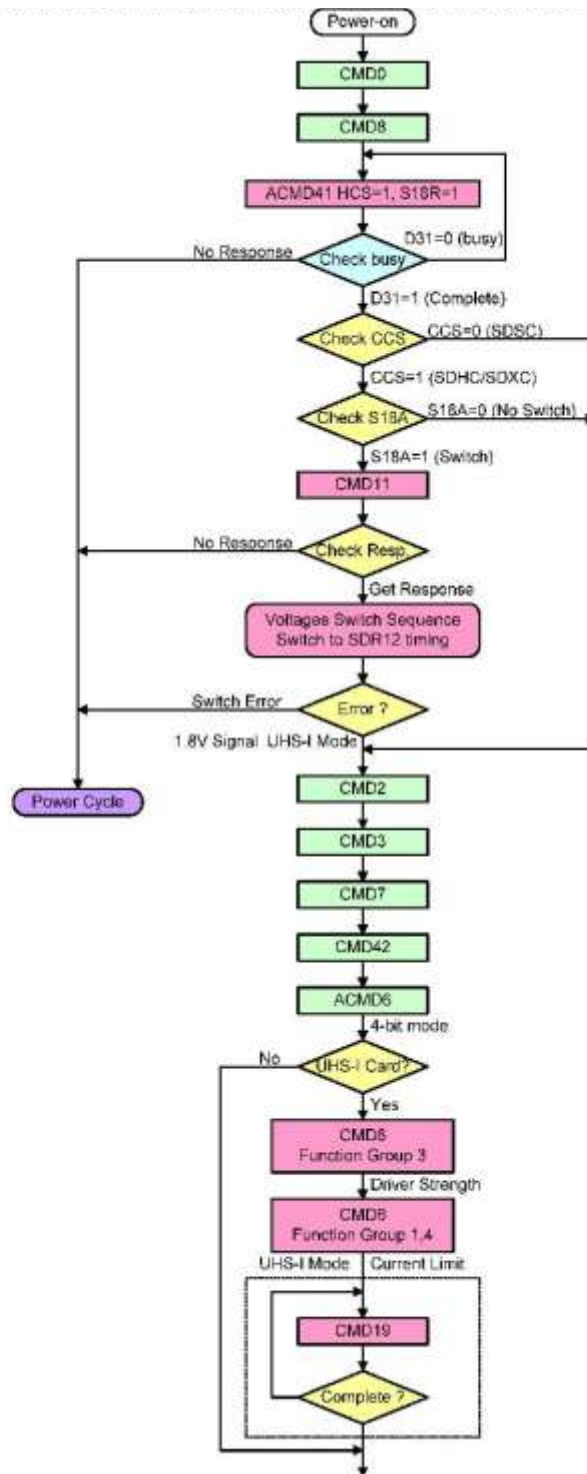 Power-on
CMD0
CMD8
ACMD41 HCS=1, S18R=1
D31=0 (busy)
No Response
Check busy
D31=1 (Complete)
Check CCS
CCS=0 (SDSC)
CCS=1 (SDHC/SDXC)
Check S18A
S18A=0 (No Switch)
S18A=1 (Switch)
CMD11
No Response
Check Resp.
Get Response
Voltages Switch Sequence
Switch to SDR12 timing
Switch Error
Error ?
1.8V Signal UHS-I Mode
Power Cycle
CMD2
CMD3
CMD7
CMD42
ACMD6
4-bit mode
No
UHS-I Card?
Yes
CMD6
Function Group 3
Driver Strength
CMD6
Function Group 1,4
UHS-I Mode
Current Limit
CMD19
Complete ?